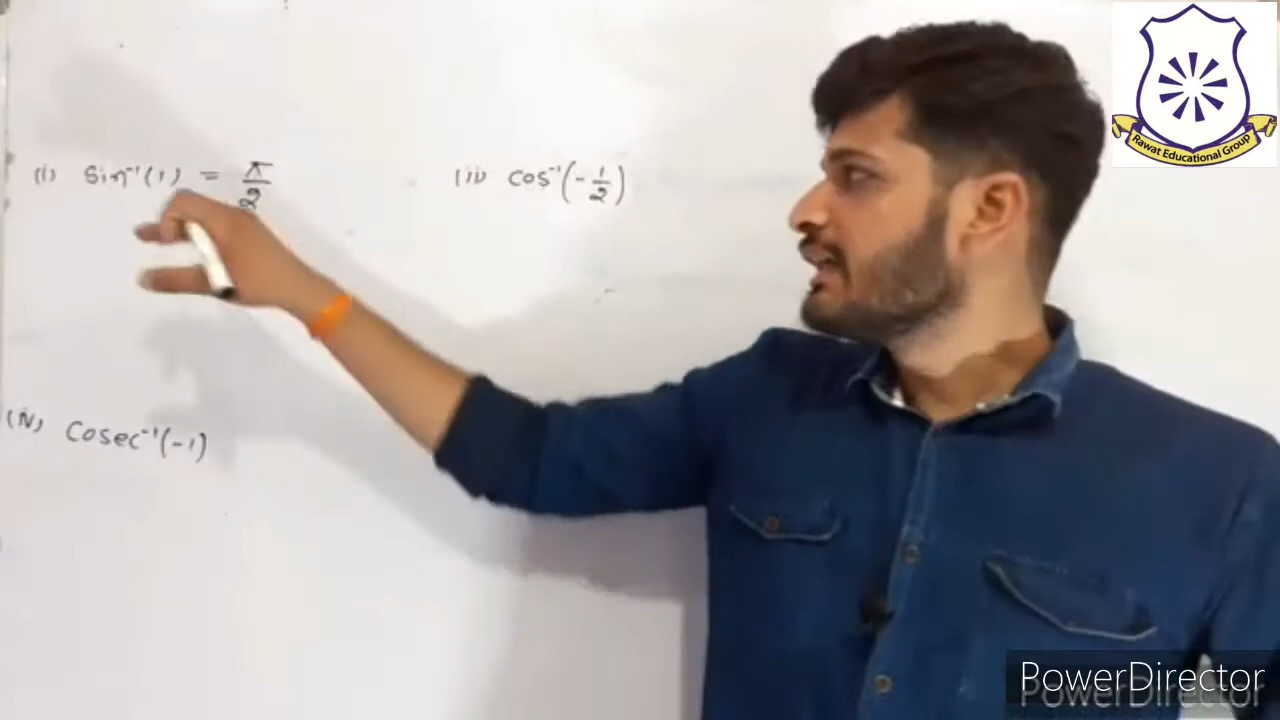 (i) Sin⁻¹(1) = π/2
(ii) Cos⁻¹(-1/2)
(iv) Cosec⁻¹(-1)
Rawat Educational Group
PowerDirector